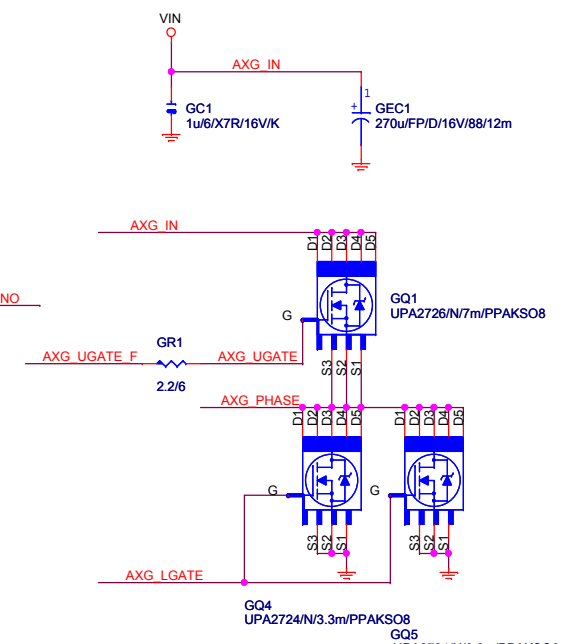 VIN
AXG_IN
1
+
GC1
1u/6/X7R/16V/K
GEC1
270u/FP/D/16V/88/12m
AXG_IN
D1 D2 D3 D4 D5
NO
G
GQ1
UPA2726/N/7m/PPAKSO8
GR1
AXG_UGATE_F
AXG_UGATE
2.2/6
S3 S2 S1
AXG_PHASE
D1 D2 D3 D4 D5
D1 D2 D3 D4 D5
G
G
S3 S2 S1
S3 S2 S1
AXG_LGATE
GQ4
UPA2724/N/3.3m/PPAKSO8
GQ5